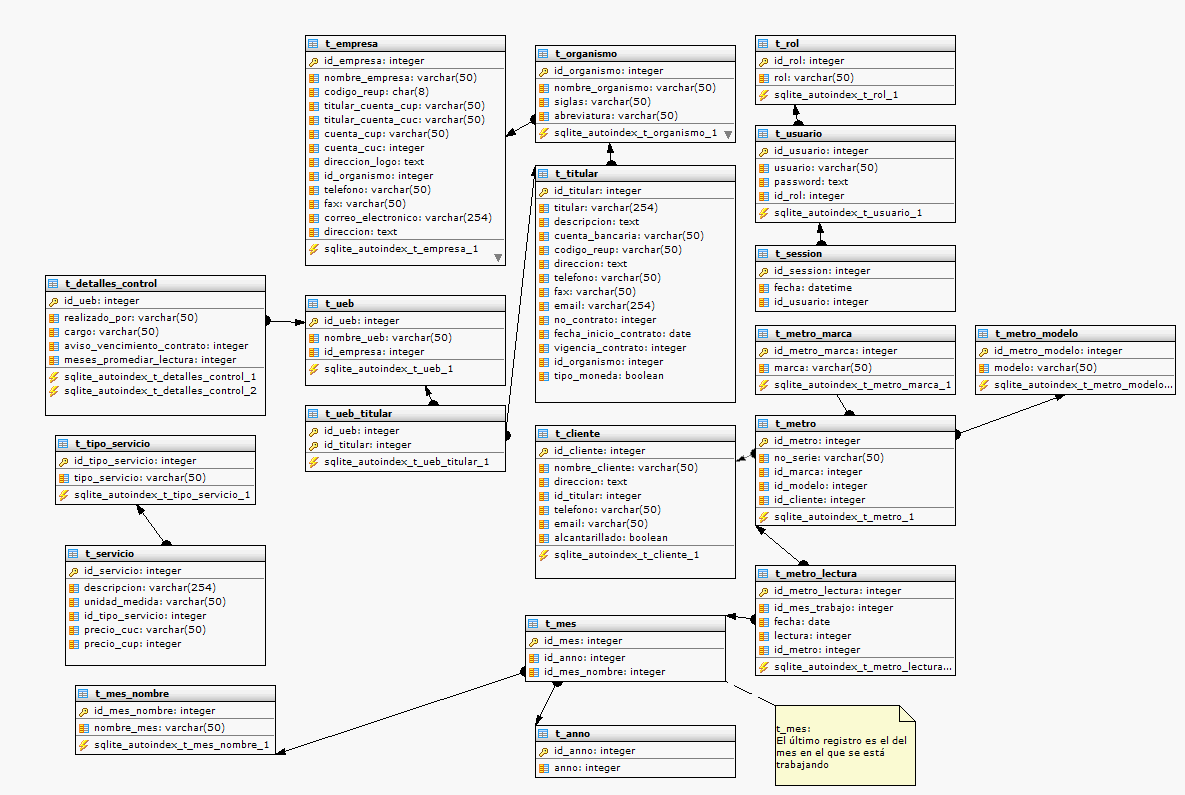 t_empresa
id_empresa: integer
nombre_empresa: varchar(50)
codigo_reup: char(8)
titular_cuenta_cup: varchar(50)
titular_cuenta_cuc: varchar(50)
cuenta_cup: varchar(50)
cuenta_cuc: integer
direccion_logo: text
id_organismo: integer
telefono: varchar(50)
fax: varchar(50)
correo_electronico: varchar(254)
direccion: text
sqlite_autoindex_t_empresa_1
t_organismo
id_organismo: integer
nombre_organismo: varchar(50)
siglas: varchar(50)
abreviatura: varchar(50)
sqlite_autoindex_t_organismo_1
t_rol
id_rol: integer
rol: varchar(50)
sqlite_autoindex_t_rol_1
t_usuario
id_usuario: integer
usuario: varchar(50)
password: text
id_rol: integer
sqlite_autoindex_t_usuario_1
t_titular
id_titular: integer
titular: varchar(254)
descripcion: text
cuenta_bancaria: varchar(50)
codigo_reup: varchar(50)
direccion: text
telefono: varchar(50)
fax: varchar(50)
email: varchar(254)
no_contrato: integer
fecha_inicio_contrato: date
vigencia_contrato: integer
id_organismo: integer
tipo_moneda: boolean
t_session
id_session: integer
fecha: datetime
id_usuario: integer
t_detalles_control
id_ueb: integer
realizado_por: varchar(50)
cargo: varchar(50)
aviso_vencimiento_contrato: integer
meses_promediar_lectura: integer
sqlite_autoindex_t_detalles_control_1
sqlite_autoindex_t_detalles_control_2
t_ueb
id_ueb: integer
nombre_ueb: varchar(50)
id_empresa: integer
sqlite_autoindex_t_ueb_1
t_metro_marca
id_metro_marca: integer
marca: varchar(50)
sqlite_autoindex_t_metro_marca_1
t_metro_modelo
id_metro_modelo: integer
modelo: varchar(50)
sqlite_autoindex_t_metro_modelo...
t_ueb_titular
id_ueb: integer
id_titular: integer
sqlite_autoindex_t_ueb_titular_1
t_metro
id_metro: integer
no_serie: varchar(50)
id_marca: integer
id_modelo: integer
id_cliente: integer
sqlite_autoindex_t_metro_1
t_cliente
id_cliente: integer
nombre_cliente: varchar(50)
direccion: text
id_titular: integer
telefono: varchar(50)
email: varchar(50)
alcantarillado: boolean
sqlite_autoindex_t_cliente_1
t_tipo_servicio
id_tipo_servicio: integer
tipo_servicio: varchar(50)
sqlite_autoindex_t_tipo_servicio_1
t_servicio
id_servicio: integer
descripcion: varchar(254)
unidad_medida: varchar(50)
id_tipo_servicio: integer
precio_cuc: varchar(50)
precio_cup: integer
t_metro_lectura
id_metro_lectura: integer
id_mes_trabajo: integer
fecha: date
lectura: integer
id_metro: integer
sqlite_autoindex_t_metro_lectura...
t_mes
id_mes: integer
id_anno: integer
id_mes_nombre: integer
t_mes_nombre
id_mes_nombre: integer
nombre_mes: varchar(50)
sqlite_autoindex_t_mes_nombre_1
t_anno
id_anno: integer
anno: integer
t_mes:
El último registro es el del
mes en el que se está
trabajando